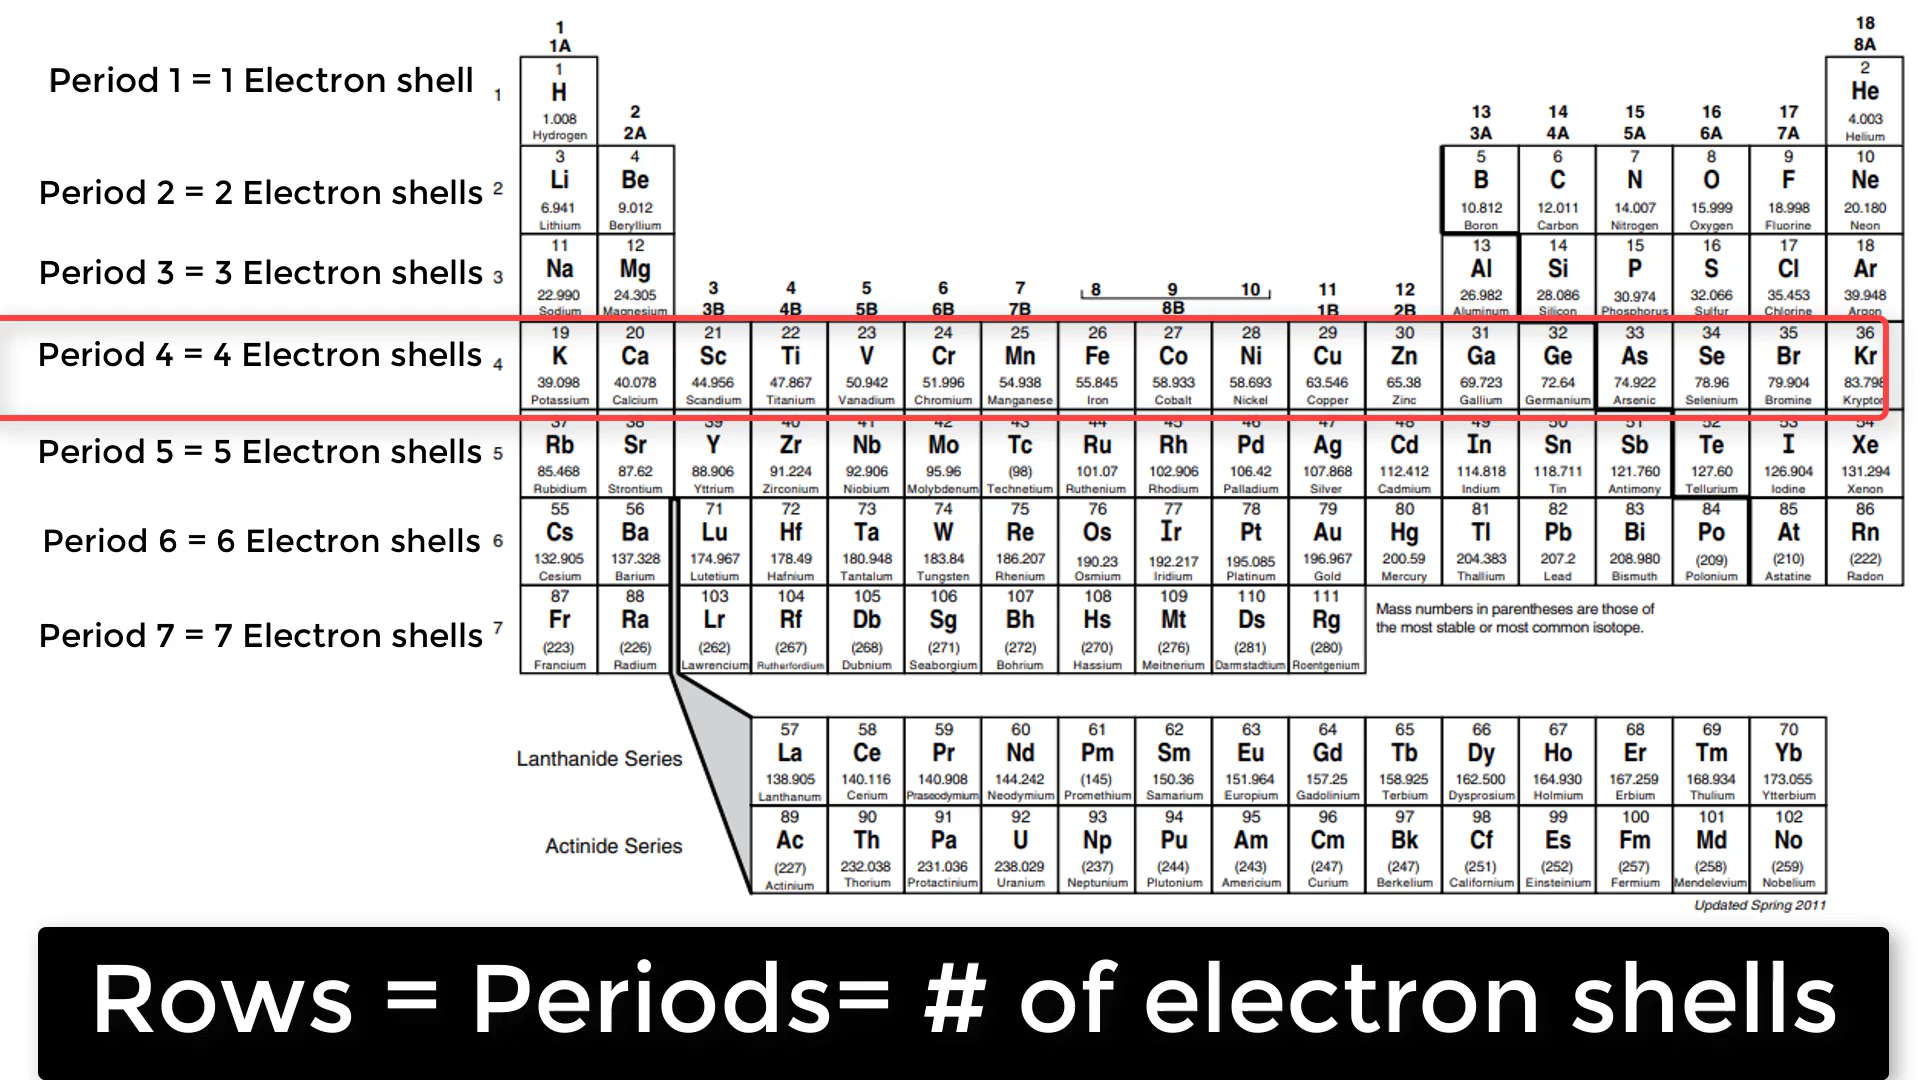 1 18
1A 8A
Period 1 = 1 Electron shell 1
1 2
H He
1.008 4.003
Hydrogen Helium
2 13 14 15 16 17
2A 3A 4A 5A 6A 7A
Period 2 = 2 Electron shells 2
3 4 5 6 7 8 9 10
Li Be B C N O F Ne
6.941 9.012 10.812 12.011 14.007 15.999 18.998 20.180
Lithium Beryllium Boron Carbon Nitrogen Oxygen Fluorine Neon
Period 3 = 3 Electron shells 3
11 12 13 14 15 16 17 18
Na Mg Al Si P S Cl Ar
22.990 24.305 26.982 28.086 30.974 32.066 35.453 39.948
Sodium Magnesium Aluminum Silicon Phosphorus Sulfur Chlorine Argon
3 4 5 6 7 8 9 10 11 12
3B 4B 5B 6B 7B 8B 1B 2B
Period 4 = 4 Electron shells 4
19 20 21 22 23 24 25 26 27 28 29 30 31 32 33 34 35 36
K Ca Sc Ti V Cr Mn Fe Co Ni Cu Zn Ga Ge As Se Br Kr
39.098 40.078 44.956 47.867 50.942 51.996 54.938 55.845 58.933 58.693 63.546 65.38 69.723 72.64 74.922 78.96 79.904 83.798
Potassium Calcium Scandium Titanium Vanadium Chromium Manganese Iron Cobalt Nickel Copper Zinc Gallium Germanium Arsenic Selenium Bromine Krypton
Period 5 = 5 Electron shells 5
37 38 39 40 41 42 43 44 45 46 47 48 49 50 51 52 53 54
Rb Sr Y Zr Nb Mo Tc Ru Rh Pd Ag Cd In Sn Sb Te I Xe
85.468 87.62 88.906 91.224 92.906 95.96 (98) 101.07 102.906 106.42 107.868 112.412 114.818 118.711 121.760 127.60 126.904 131.294
Rubidium Strontium Yttrium Zirconium Niobium Molybdenum Technetium Ruthenium Rhodium Palladium Silver Cadmium Indium Tin Antimony Tellurium Iodine Xenon
Period 6 = 6 Electron shells 6
55 56 71 72 73 74 75 76 77 78 79 80 81 82 83 84 85 86
Cs Ba Lu Hf Ta W Re Os Ir Pt Au Hg Tl Pb Bi Po At Rn
132.905 137.328 174.967 178.49 180.948 183.84 186.207 190.23 192.217 195.085 196.967 200.59 204.383 207.2 208.980 (209) (210) (222)
Cesium Barium Lutetium Hafnium Tantalum Tungsten Rhenium Osmium Iridium Platinum Gold Mercury Thallium Lead Bismuth Polonium Astatine Radon
Period 7 = 7 Electron shells 7
87 88 103 104 105 106 107 108 109 110 111
Fr Ra Lr Rf Db Sg Bh Hs Mt Ds Rg
(223) (226) (262) (267) (268) (271) (272) (270) (276) (281) (280)
Francium Radium Lawrencium Rutherfordium Dubnium Seaborgium Bohrium Hassium Meitnerium Darmstadtium Roentgenium
Mass numbers in parentheses are those of
the most stable or most common isotope.
Lanthanide Series
57 58 59 60 61 62 63 64 65 66 67 68 69 70
La Ce Pr Nd Pm Sm Eu Gd Tb Dy Ho Er Tm Yb
138.905 140.116 140.908 144.242 (145) 150.36 151.964 157.25 158.925 162.500 164.930 167.259 168.934 173.055
Lanthanum Cerium Praseodymium Neodymium Promethium Samarium Europium Gadolinium Terbium Dysprosium Holmium Erbium Thulium Ytterbium
Actinide Series
89 90 91 92 93 94 95 96 97 98 99 100 101 102
Ac Th Pa U Np Pu Am Cm Bk Cf Es Fm Md No
(227) 232.038 231.036 238.029 (237) (244) (243) (247) (247) (251) (252) (257) (258) (259)
Actinium Thorium Protactinium Uranium Neptunium Plutonium Americium Curium Berkelium Californium Einsteinium Fermium Mendelevium Nobelium
Updated Spring 2011
Rows = Periods= # of electron shells